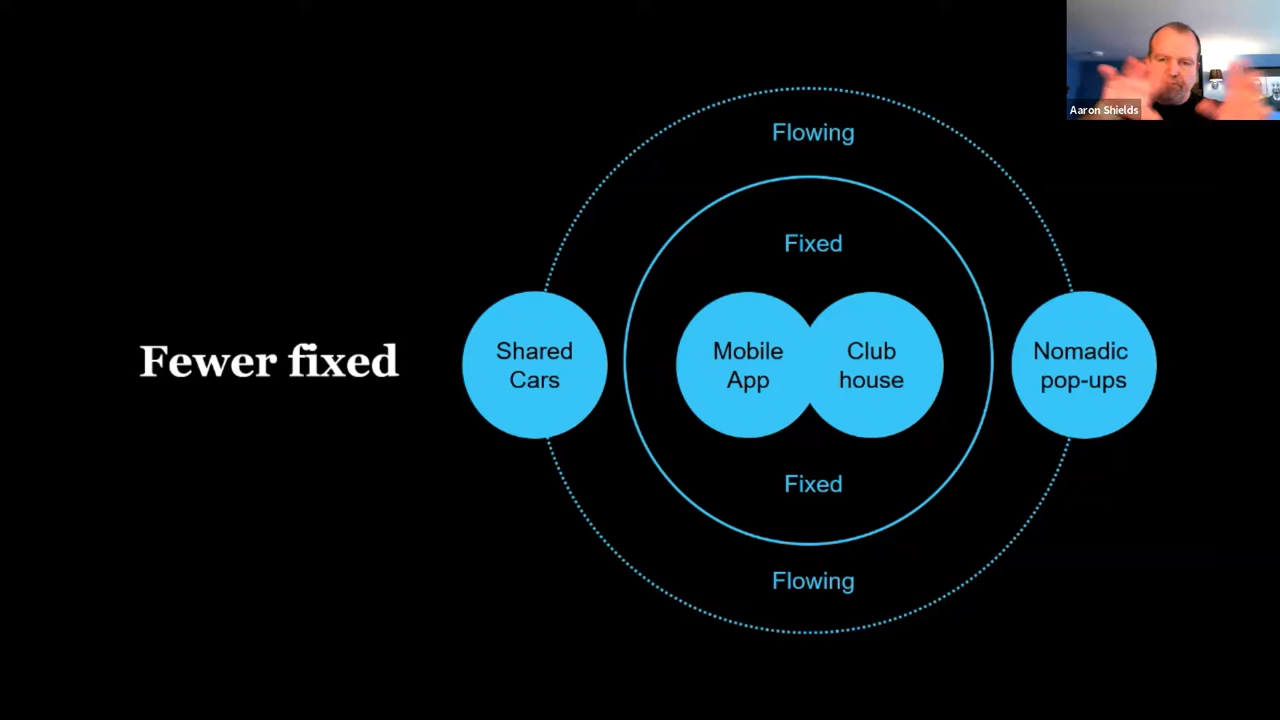 Aaron Shields
Flowing
Fixed
Fewer fixed
Shared
Cars
Mobile
App
Club
house
Nomadic
pop-ups
Fixed
Flowing